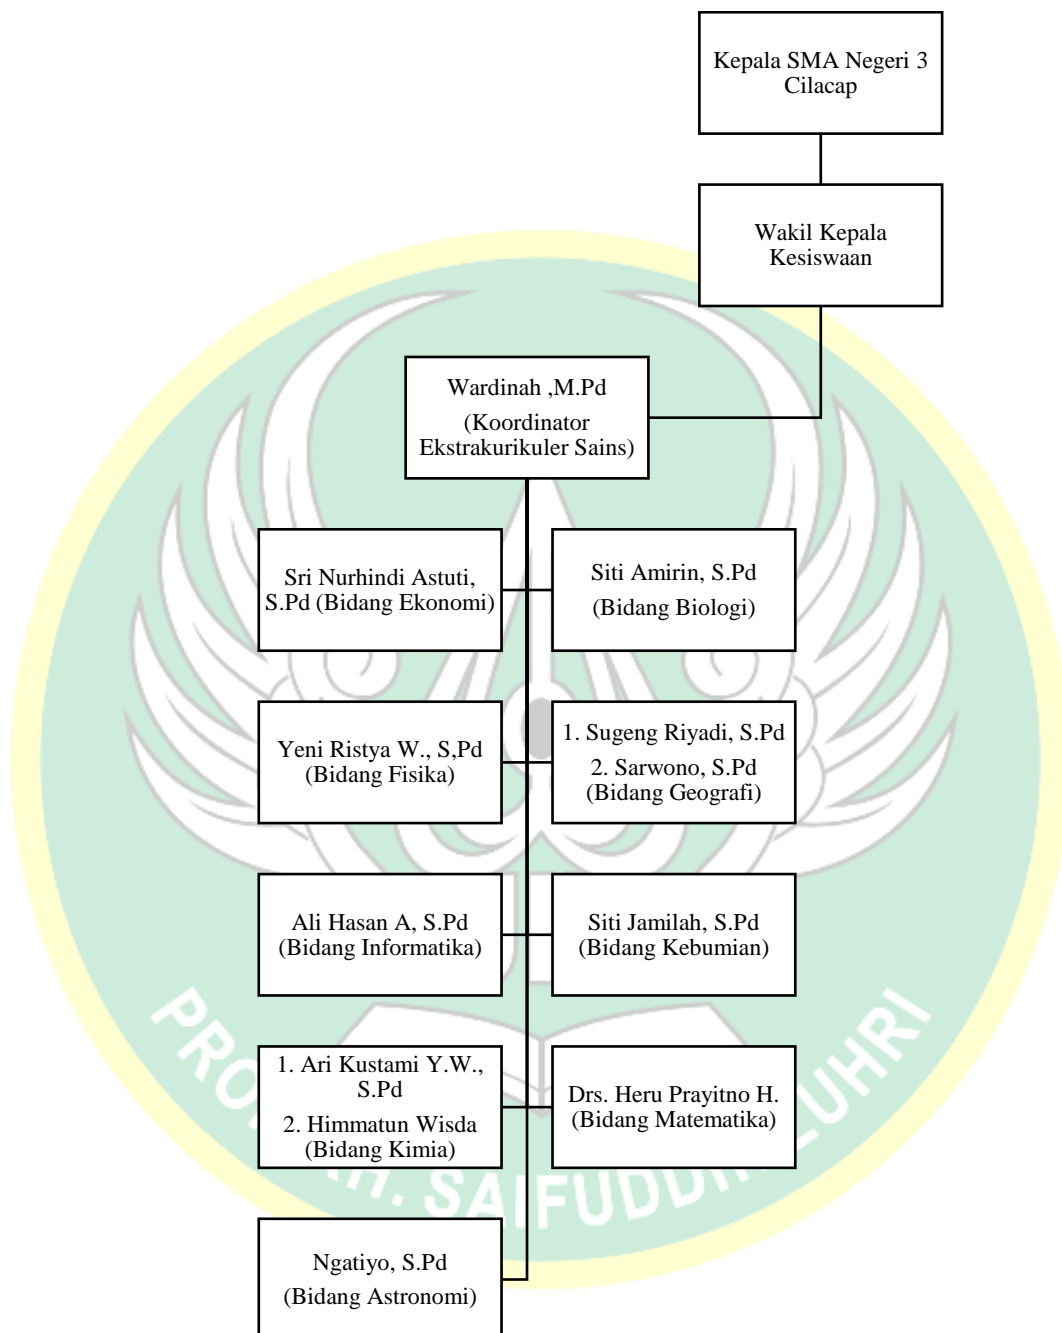 Kepala SMA Negeri 3
Cilacap
Wakil Kepala
Kesiswaan
Wardinah ,M.Pd
(Koordinator
Ekstrakurikuler Sains)
Sri Nurhindi Astuti,
S.Pd (Bidang Ekonomi)
Siti Amirin, S.Pd
(Bidang Biologi)
Yeni Ristya W., S,Pd
(Bidang Fisika)
1. Sugeng Riyadi, S.Pd
2. Sarwono, S.Pd
(Bidang Geografi)
Ali Hasan A, S.Pd
(Bidang Informatika)
Siti Jamilah, S.Pd
(Bidang Kebumian)
1. Ari Kustami Y.W.,
S.Pd
2. Himmatun Wisda
(Bidang Kimia)
Drs. Heru Prayitno H.
(Bidang Matematika)
Ngatiyo, S.Pd
(Bidang Astronomi)
SAIFUDDIN